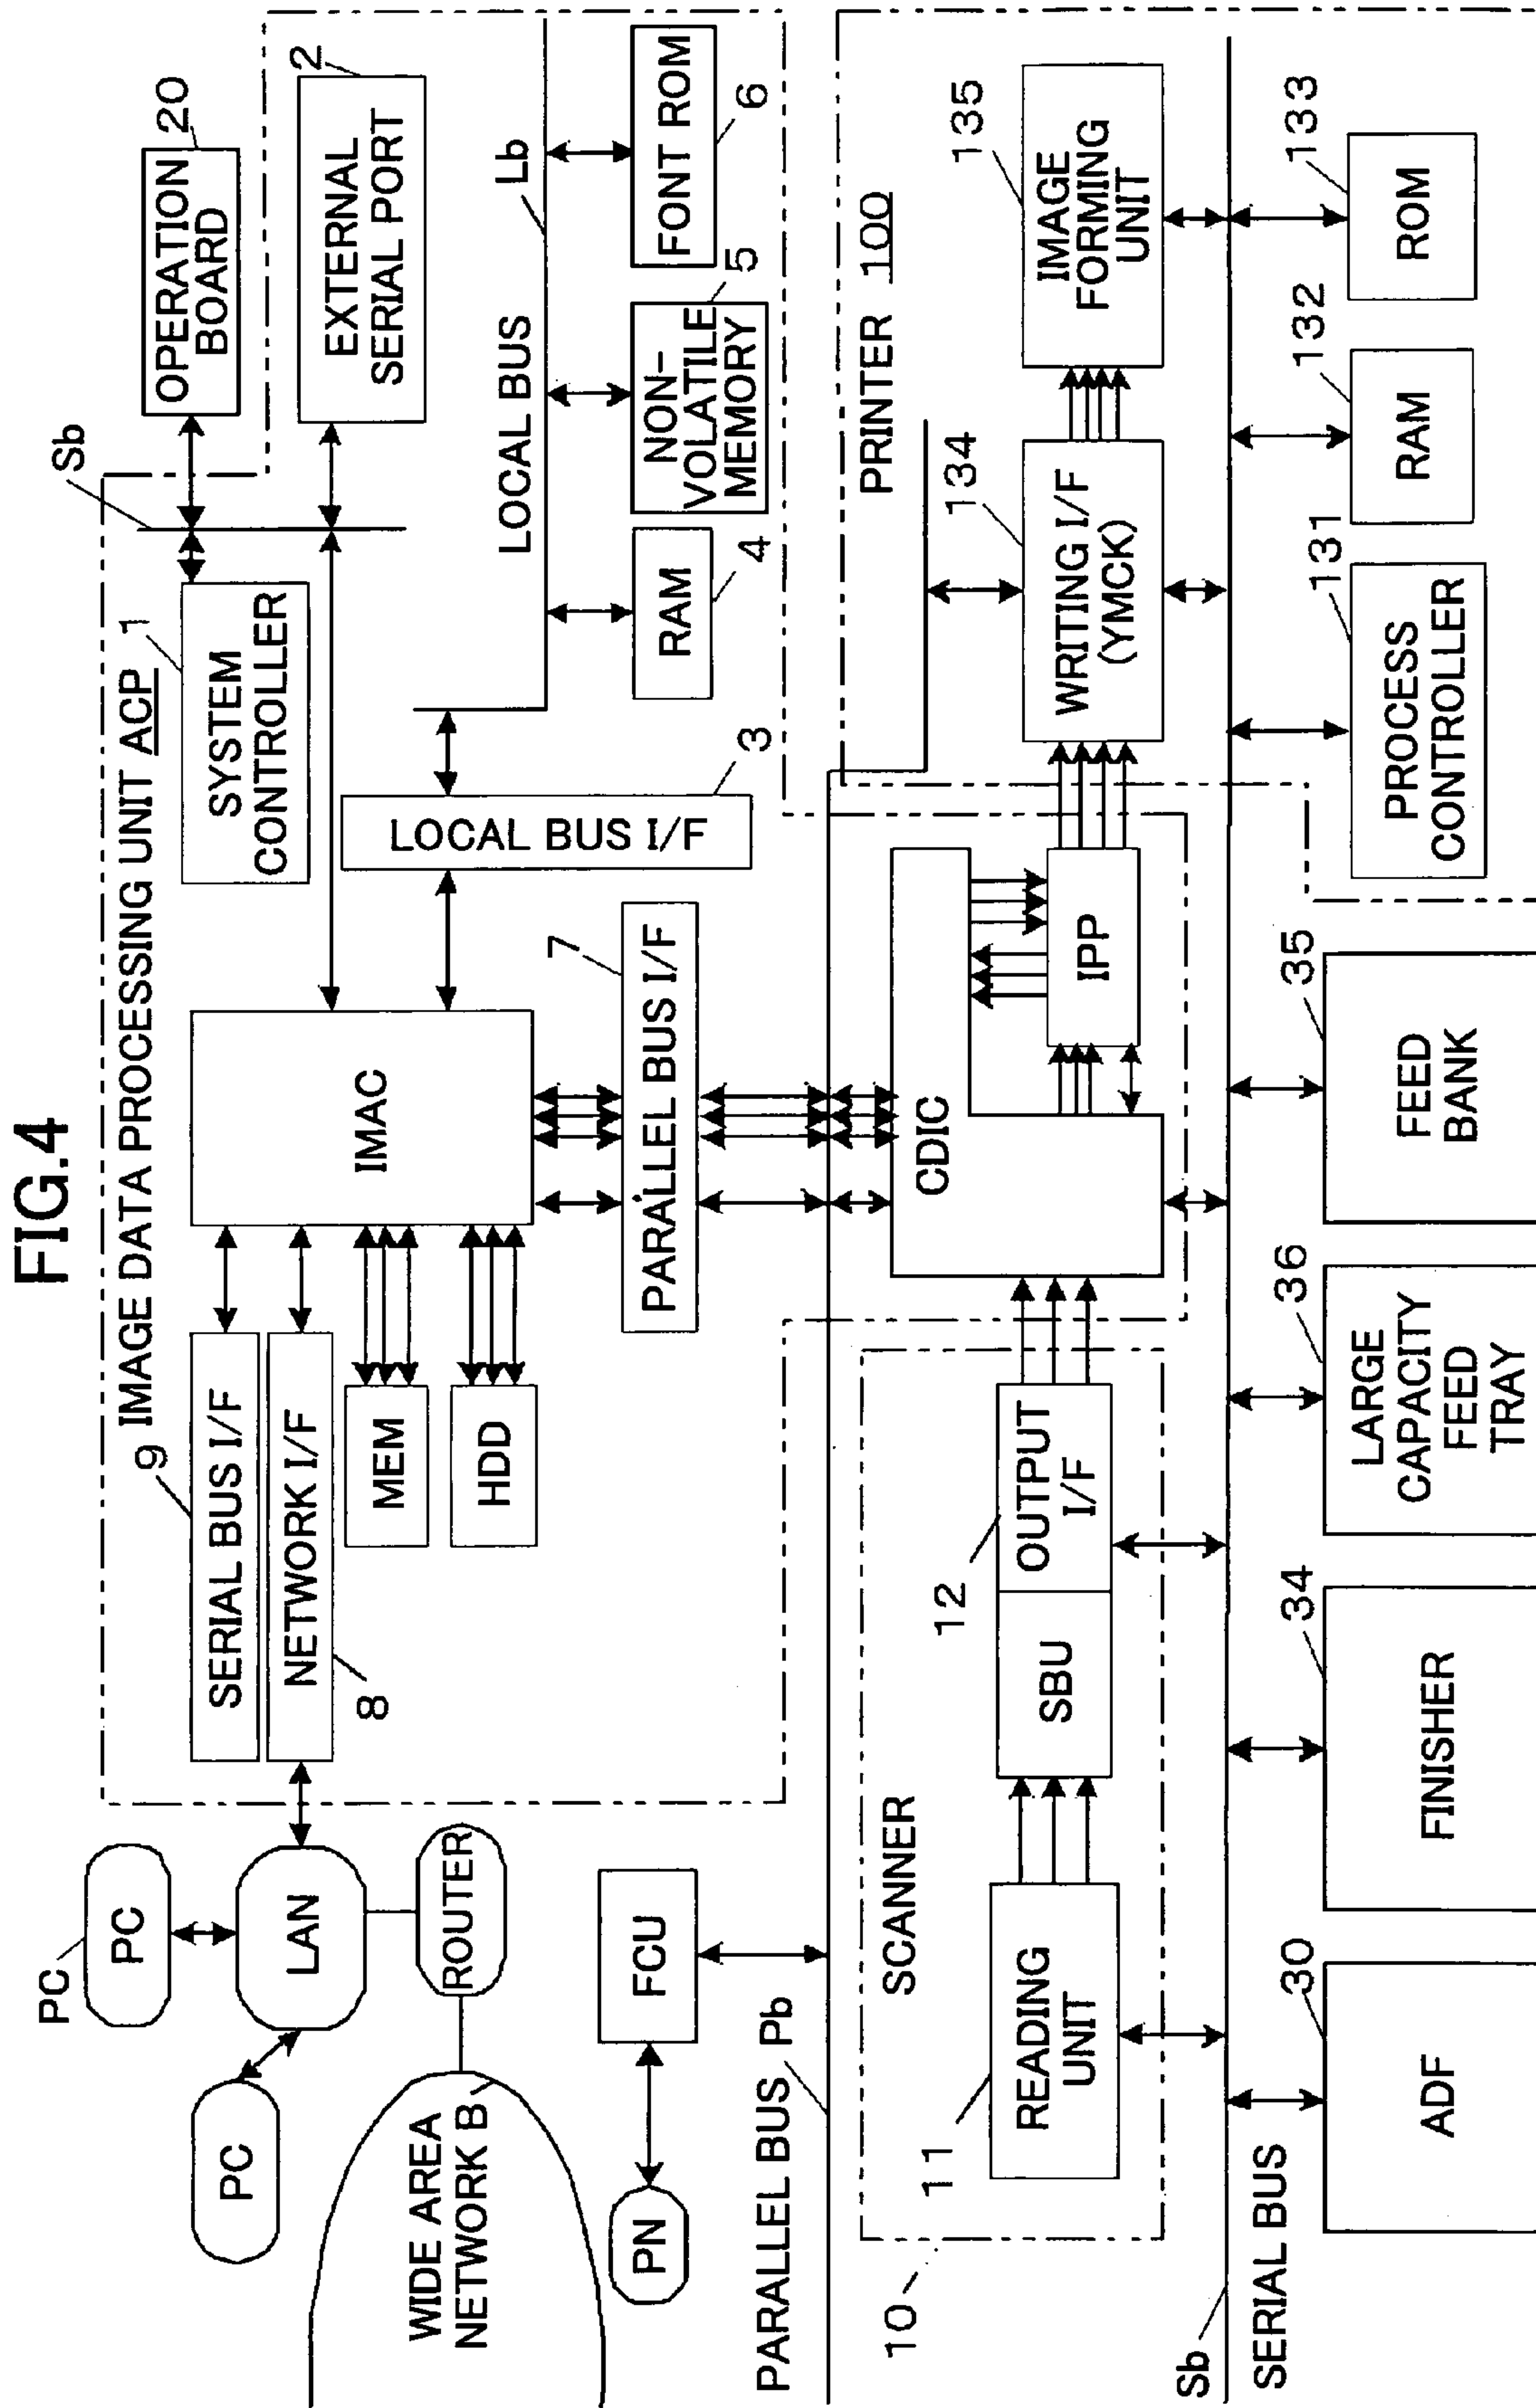 FIG.4
IMAGE DATA PROCESSING UNIT ACP
PC
PC
PC
LAN
ROUTER
WIDE AREA
NETWORK B
PN
FCU
9
SERIAL BUS I/F
NETWORK I/F
8
MEM
HDD
IMAC
7
PARALLEL BUS I/F
1
SYSTEM
CONTROLLER
LOCAL BUS I/F
3
Sb
OPERATION
BOARD
20
EXTERNAL
SERIAL PORT
2
LOCAL BUS
Lb
RAM
4
NON-
VOLATILE
MEMORY
5
FONT ROM
6
PARALLEL BUS Pb
SCANNER
10
11
READING
UNIT
SBU
12
OUTPUT
I/F
CDIC
IPP
PRINTER 100
134
WRITING I/F
(YMCK)
135
IMAGE
FORMING
UNIT
Sb
SERIAL BUS
30
ADF
34
FINISHER
36
LARGE
CAPACITY
FEED
TRAY
35
FEED
BANK
131
PROCESS
CONTROLLER
132
RAM
133
ROM